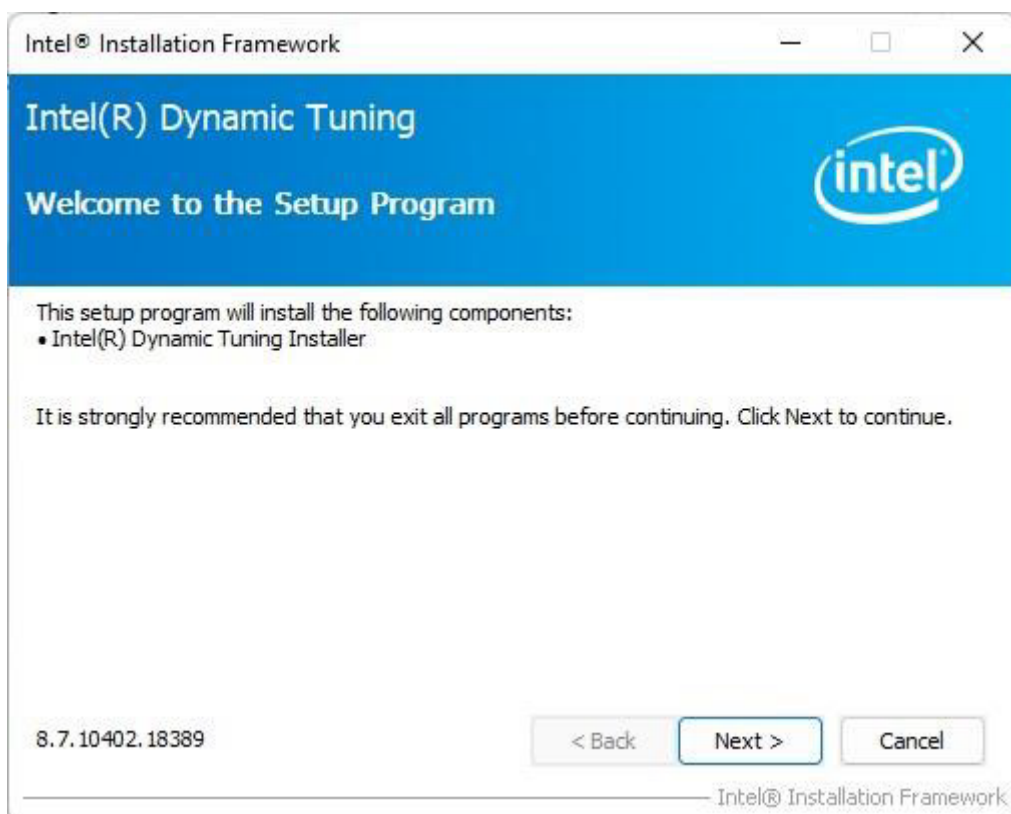 Intel® Installation Framework
Intel(R) Dynamic Tuning
intel
Welcome to the Setup Program
This setup program will install the following components:
• Intel(R) Dynamic Tuning Installer
It is strongly recommended that you exit all programs before continuing. Click Next to continue.
8.7.10402.18389 < Back Next > Cancel
Intel® Installation Framework